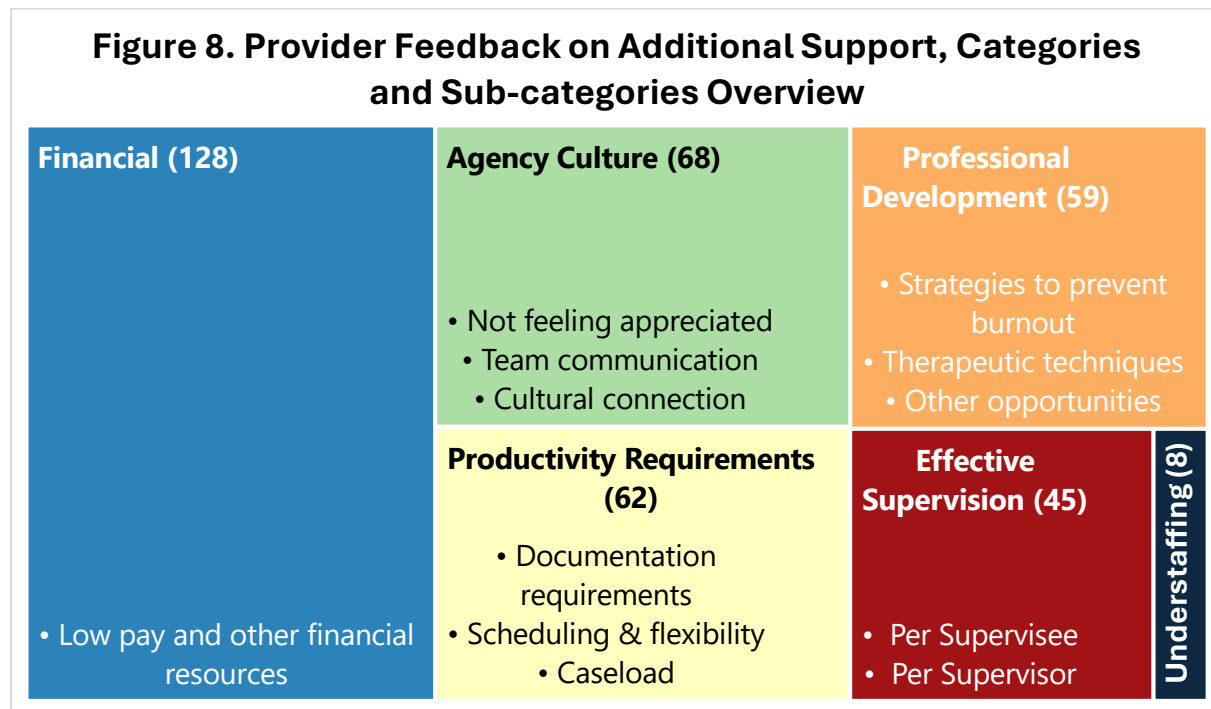 Figure 8. Provider Feedback on Additional Support, Categories
and Sub-categories Overview
Financial (128)
• Low pay and other financial
resources
Agency Culture (68)
• Not feeling appreciated
• Team communication
• Cultural connection
Professional
Development (59)
• Strategies to prevent
burnout
• Therapeutic techniques
• Other opportunities
Productivity Requirements
(62)
• Documentation
requirements
• Scheduling & flexibility
• Caseload
Effective
Supervision (45)
• Per Supervisee
• Per Supervisor
Understaffing (8)